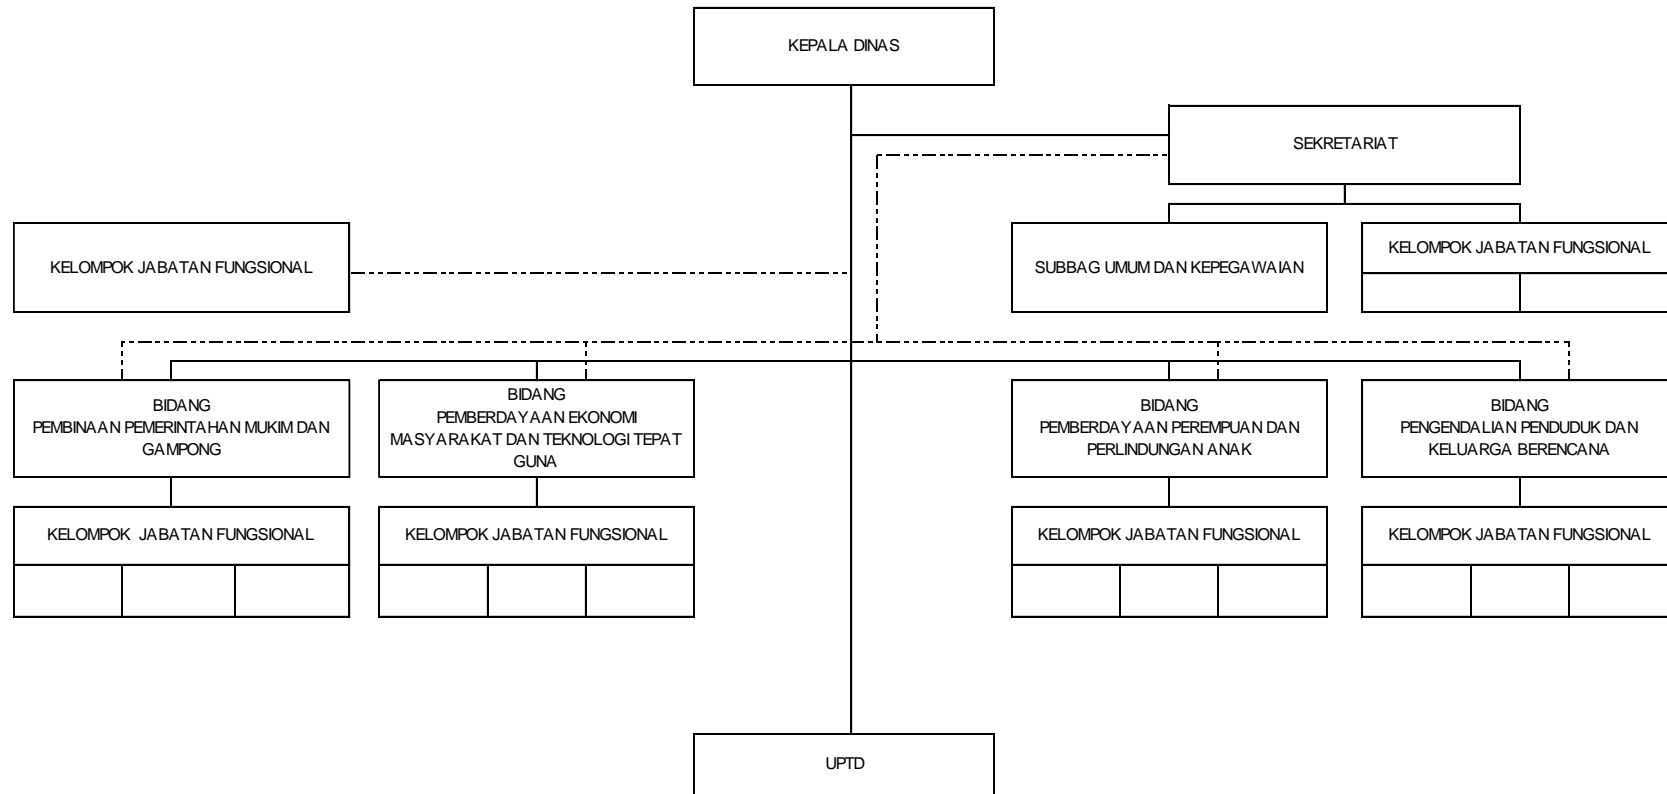 KEPALA DINAS
SEKRETARIAT
KELOMPOK JABATAN FUNGSIONAL
SUBBAG UMUM DAN KEPEGAWAIAN
KELOMPOK JABATAN FUNGSIONAL
BIDANG
PEMBINAAN PEMERINTAHAN MUKIM DAN
GAMPONG
BIDANG
PEMBERDAYAAN EKONOMI
MASYARAKAT DAN TEKNOLOGI TEPAT
GUNA
BIDANG
PEMBERDAYAAN PEREMPUAN DAN
PERLINDUNGAN ANAK
BIDANG
PENGENDALIAN PENDUDUK DAN
KELUARGA BERENCANA
KELOMPOK JABATAN FUNGSIONAL
KELOMPOK JABATAN FUNGSIONAL
KELOMPOK JABATAN FUNGSIONAL
KELOMPOK JABATAN FUNGSIONAL
UPTD